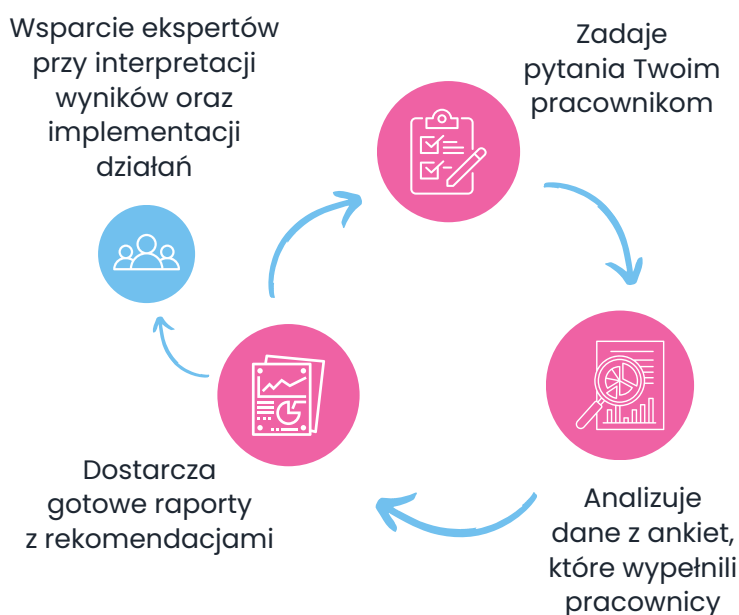 Wsparcie ekspertów
przy interpretacji
wyników oraz
implementacji
działań
Zadaje
pytania Twoim
pracownikom
Analizuje
dane z ankiet,
które wypełnili
pracownicy
Dostarcza
gotowe raporty
z rekomendacjami